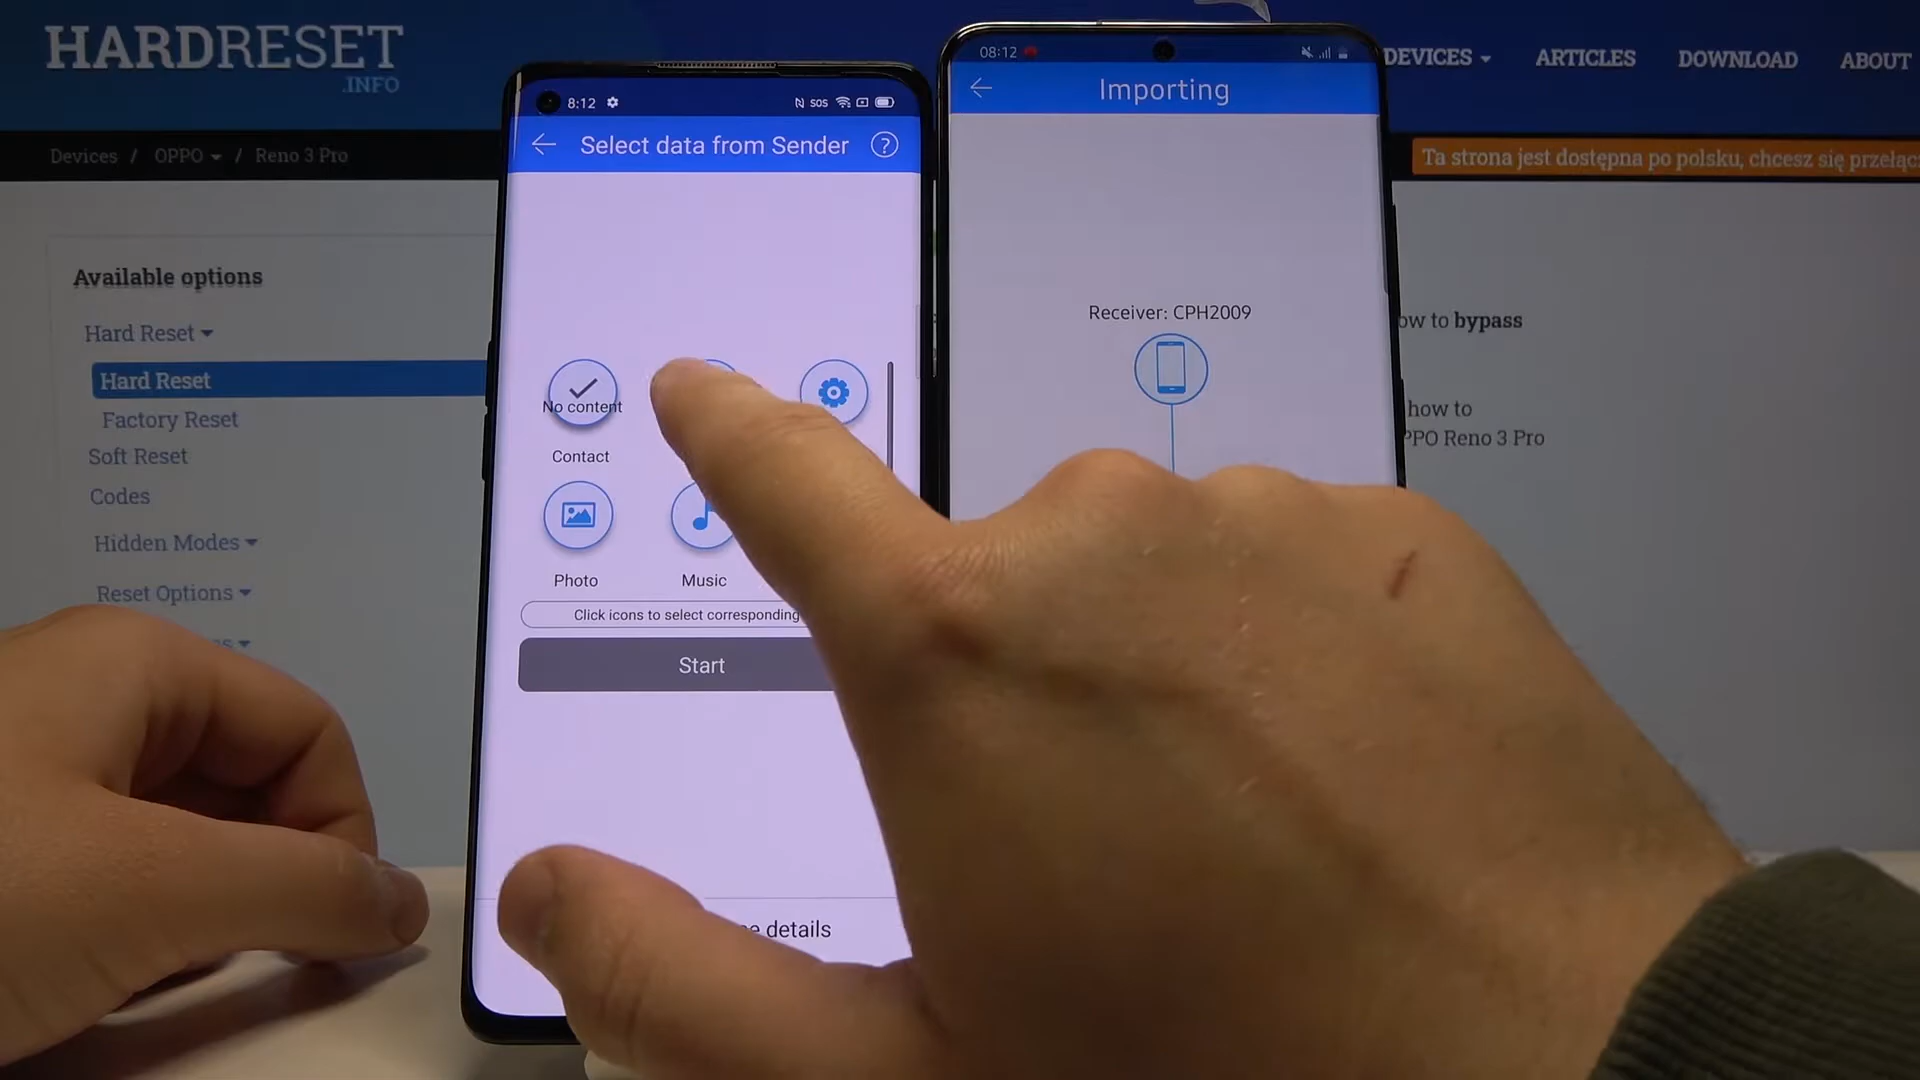 HARDRESET
.INFO
DEVICES
ARTICLES
DOWNLOAD
ABOUT
Devices / OPPO / Reno 3 Pro
Ta strona jest dostępna po polsku, chcesz się
Available options
Hard Reset
Hard Reset
Factory Reset
Soft Reset
Codes
Hidden Modes
Reset Options
8:12
SOS
Select data from Sender
?
No content
Contact
Photo
Music
Click icons to select corresponding
Start
details
08:12
Importing
Receiver: CPH2009
to bypass
how to
Reno 3 Pro